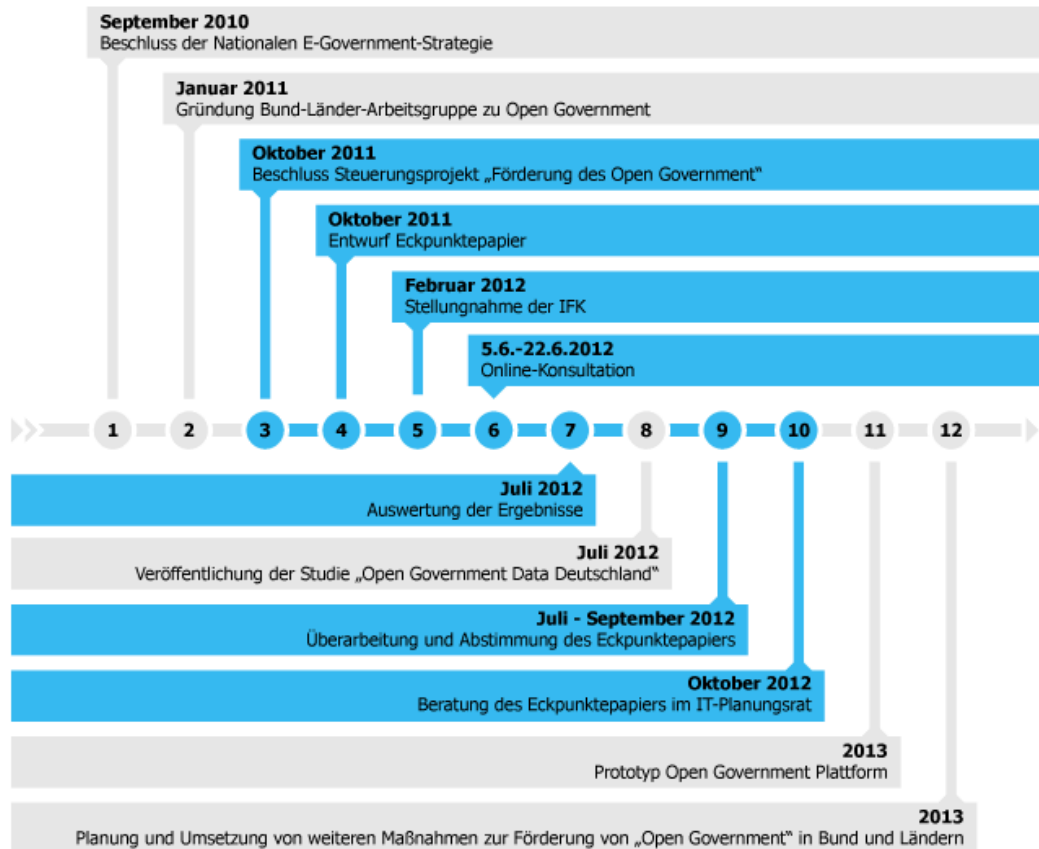 September 2010
Beschluss der Nationalen E-Government-Strategie
Januar 2011
Gründung Bund-Länder-Arbeitsgruppe zu Open Government
Oktober 2011
Beschluss Steuerungsprojekt „Förderung des Open Government“
Oktober 2011
Entwurf Eckpunktepapier
Februar 2012
Stellungnahme der IFK
5.6.-22.6.2012
Online-Konsultation
1 2 3 4 5 6 7 8 9 10 11 12
Juli 2012
Auswertung der Ergebnisse
Juli 2012
Veröffentlichung der Studie „Open Government Data Deutschland“
Juli - September 2012
Überarbeitung und Abstimmung des Eckpunktepapiers
Oktober 2012
Beratung des Eckpunktepapiers im IT-Planungsrat
2013
Prototyp Open Government Plattform
2013
Planung und Umsetzung von weiteren Maßnahmen zur Förderung von „Open Government“ in Bund und Ländern